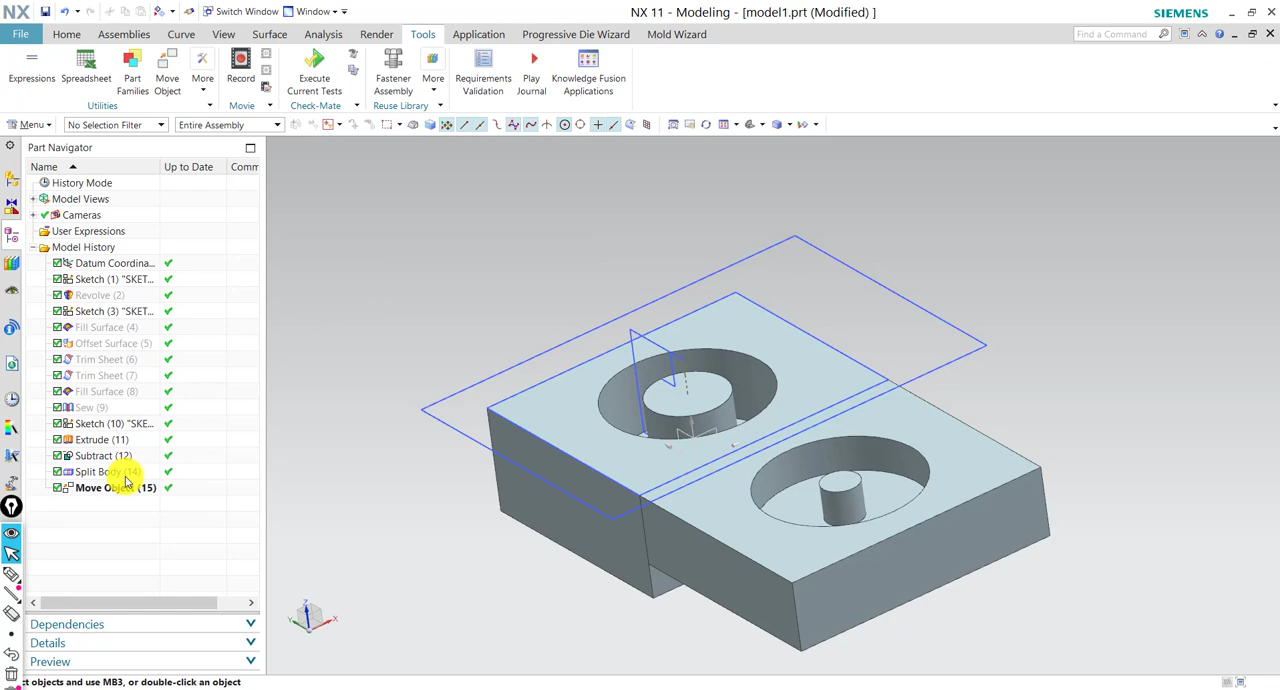 NX
Switch Window
Window
NX 11 - Modeling - [model1.prt (Modified) ]
SIEMENS
File
Home
Assemblies
Curve
View
Surface
Analysis
Render
Tools
Application
Progressive Die Wizard
Mold Wizard
Find a Command
Expressions
Spreadsheet
Part Families
Move Object
More
Record
Execute Current Tests
Fastener Assembly
More
Requirements Validation
Play Journal
Knowledge Fusion Applications
Utilities
Movie
Check-Mate
Reuse Library
Menu
No Selection Filter
Entire Assembly
Part Navigator
Name
Up to Date
Comm
History Mode
Model Views
Cameras
User Expressions
Model History
Datum Coordina...
Sketch (1) "SKET...
Revolve (2)
Sketch (3) "SKET...
Fill Surface (4)
Offset Surface (5)
Trim Sheet (6)
Trim Sheet (7)
Fill Surface (8)
Sew (9)
Sketch (10) "SKE...
Extrude (11)
Subtract (12)
Split Body (14)
Move Object (15)
Dependencies
Details
Preview
Z
Y
X
ct objects and use MB3, or double-click an object